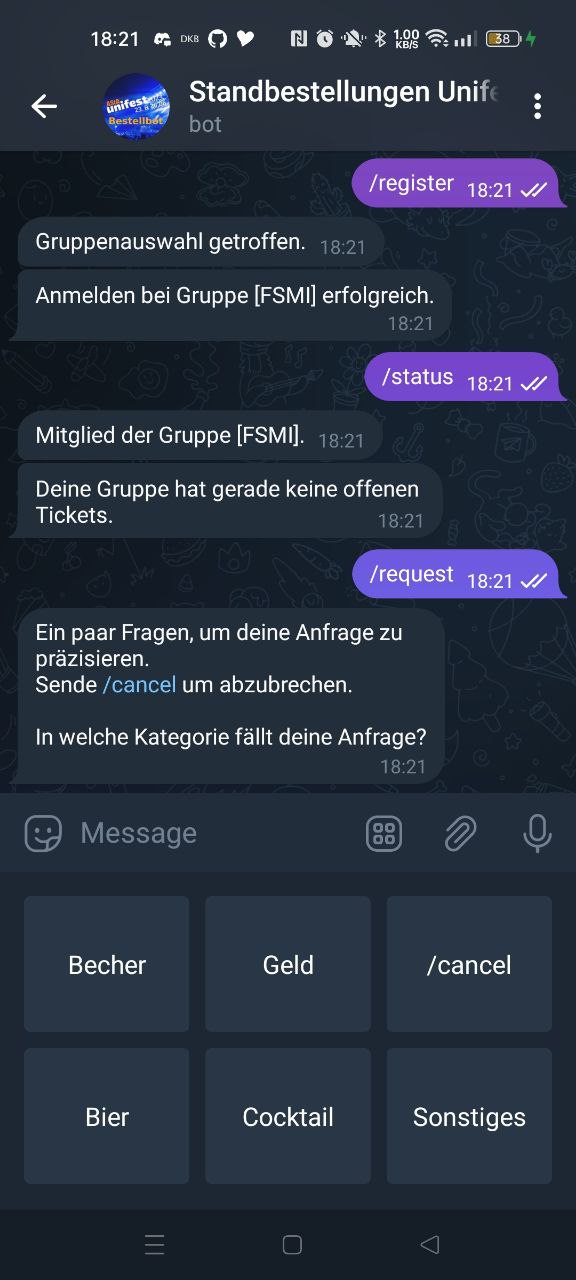 18:21 DKB 1.00 KB/S 38
Standbestellungen Unife
bot
unifest
Bestellbot
/register 18:21
Gruppenauswahl getroffen. 18:21
Anmelden bei Gruppe [FSMI] erfolgreich.
18:21
/status 18:21
Mitglied der Gruppe [FSMI]. 18:21
Deine Gruppe hat gerade keine offenen
Tickets. 18:21
/request 18:21
Ein paar Fragen, um deine Anfrage zu
präzisieren.
Sende /cancel um abzubrechen.
In welche Kategorie fällt deine Anfrage?
18:21
Message
Becher Geld /cancel
Bier Cocktail Sonstiges